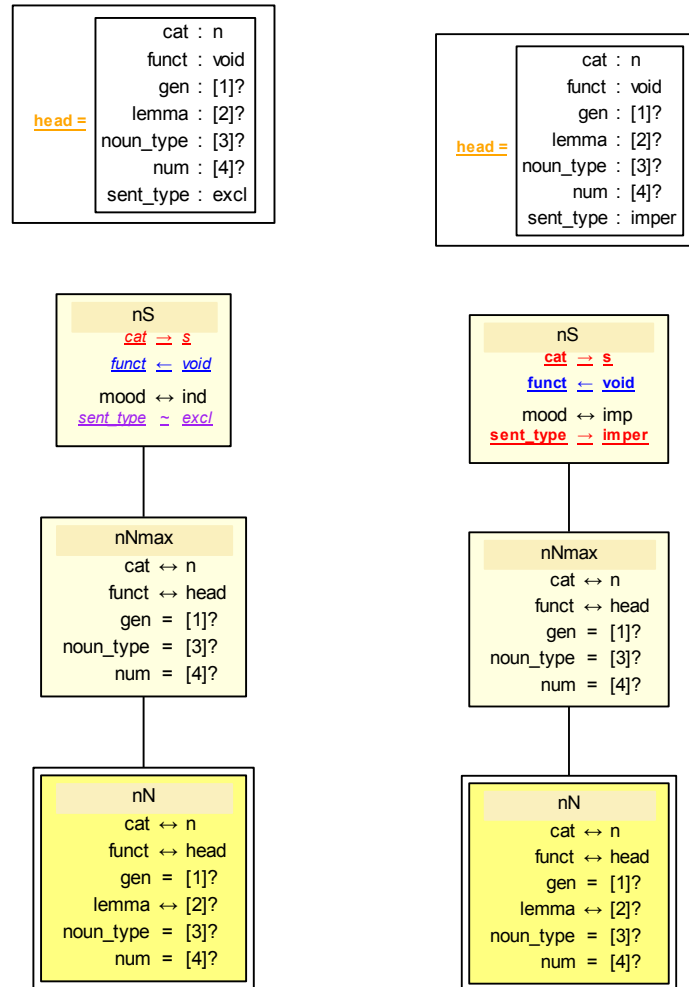 head =
cat : n
funct : void
gen : [1]?
lemma : [2]?
noun_type : [3]?
num : [4]?
sent_type : excl
nS
cat → s
funct ← void
mood ↔ ind
sent_type ~ excl
nNmax
cat ↔ n
funct ↔ head
gen = [1]?
noun_type = [3]?
num = [4]?
nN
cat ↔ n
funct ↔ head
gen = [1]?
lemma ↔ [2]?
noun_type = [3]?
num = [4]?
head =
cat : n
funct : void
gen : [1]?
lemma : [2]?
noun_type : [3]?
num : [4]?
sent_type : imper
nS
cat → s
funct ← void
mood ↔ imp
sent_type → imper
nNmax
cat ↔ n
funct ↔ head
gen = [1]?
noun_type = [3]?
num = [4]?
nN
cat ↔ n
funct ↔ head
gen = [1]?
lemma ↔ [2]?
noun_type = [3]?
num = [4]?